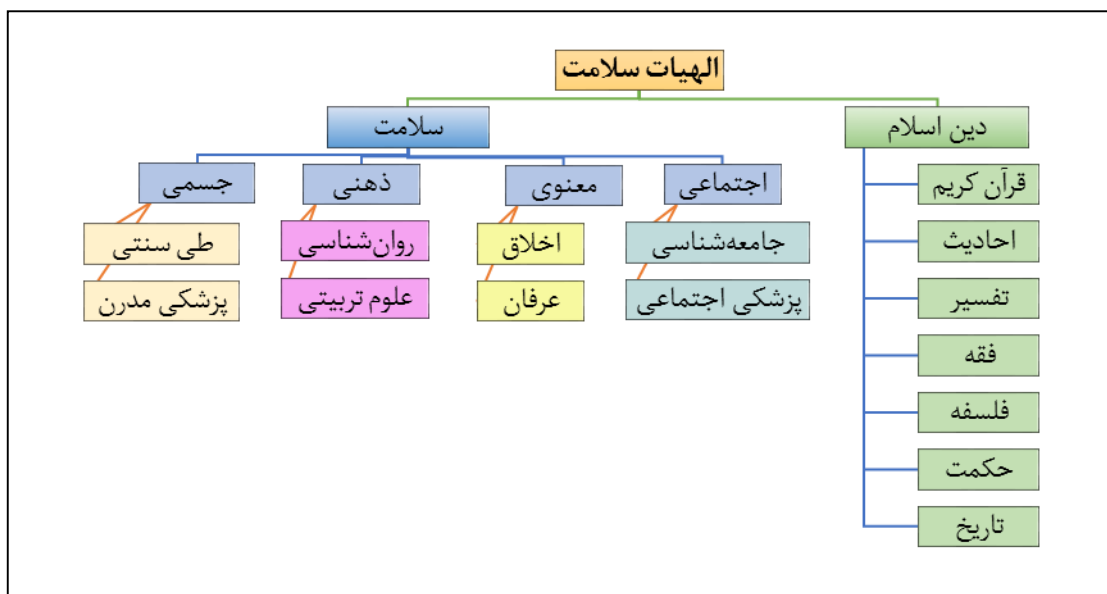 الهیات سلامت
دین اسلام
سلامت
قرآن کریم
احادیث
تفسیر
فقه
فلسفه
حکمت
تاریخ
اجتماعی
جامعه‌شناسی
پزشکی اجتماعی
معنوی
اخلاق
عرفان
ذهنی
روان‌شناسی
علوم تربیتی
جسمی
طی سنتی
پزشکی مدرن